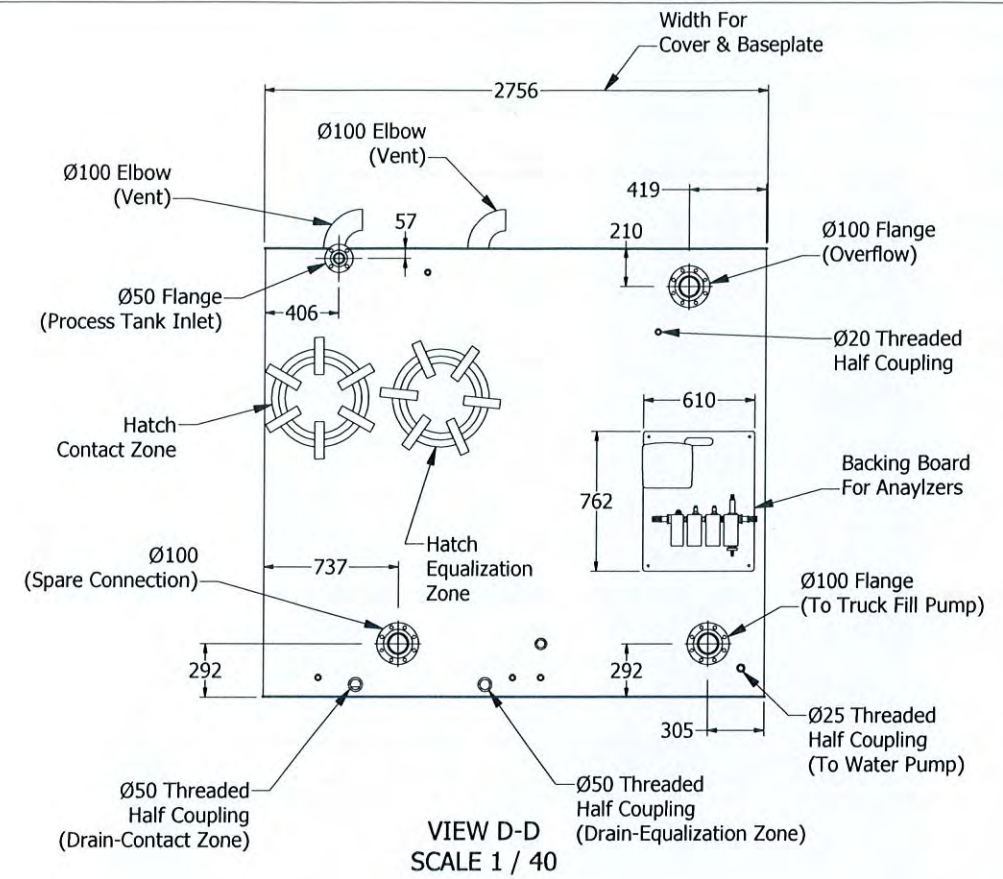 Width For
Cover & Baseplate
2756
Ø100 Elbow
(Vent)
Ø100 Elbow
(Vent)
57
419
210
Ø100 Flange
(Overflow)
Ø50 Flange
(Process Tank Inlet)
406
Ø20 Threaded
Half Coupling
610
Hatch
Contact Zone
762
Backing Board
For Anaylzers
Hatch
Equalization
Zone
Ø100
(Spare Connection)
737
Ø100 Flange
(To Truck Fill Pump)
292
292
305
Ø25 Threaded
Half Coupling
(To Water Pump)
Ø50 Threaded
Half Coupling
(Drain-Contact Zone)
Ø50 Threaded
Half Coupling
(Drain-Equalization Zone)
VIEW D-D
SCALE 1 / 40